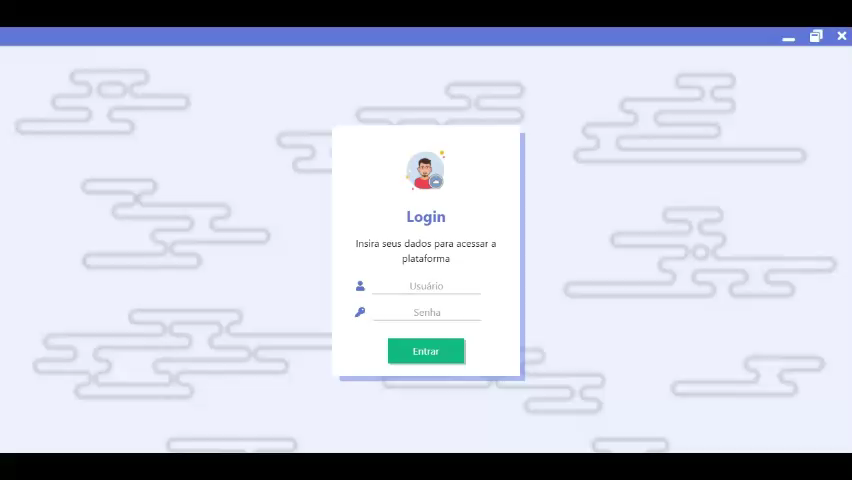 Login
Insira seus dados para acessar a
plataforma
Usuário
Senha
Entrar